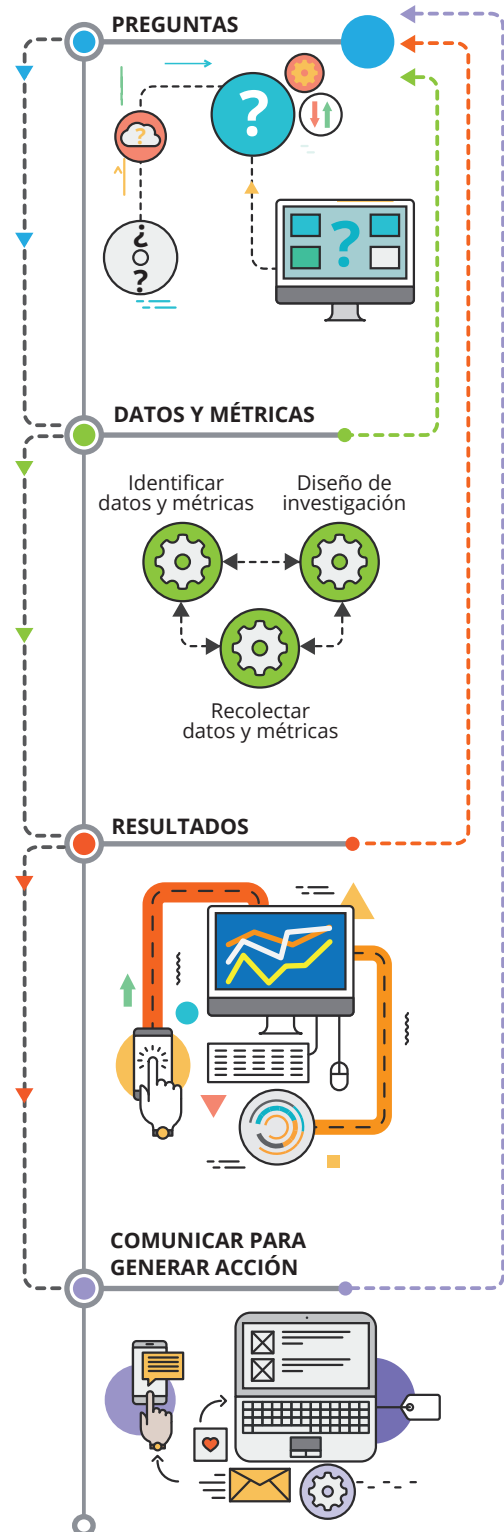 PREGUNTAS
?
?
¿
?
?
DATOS Y MÉTRICAS
Identificar
datos y métricas
Diseño de
investigación
Recolectar
datos y métricas
RESULTADOS
COMUNICAR PARA
GENERAR ACCIÓN